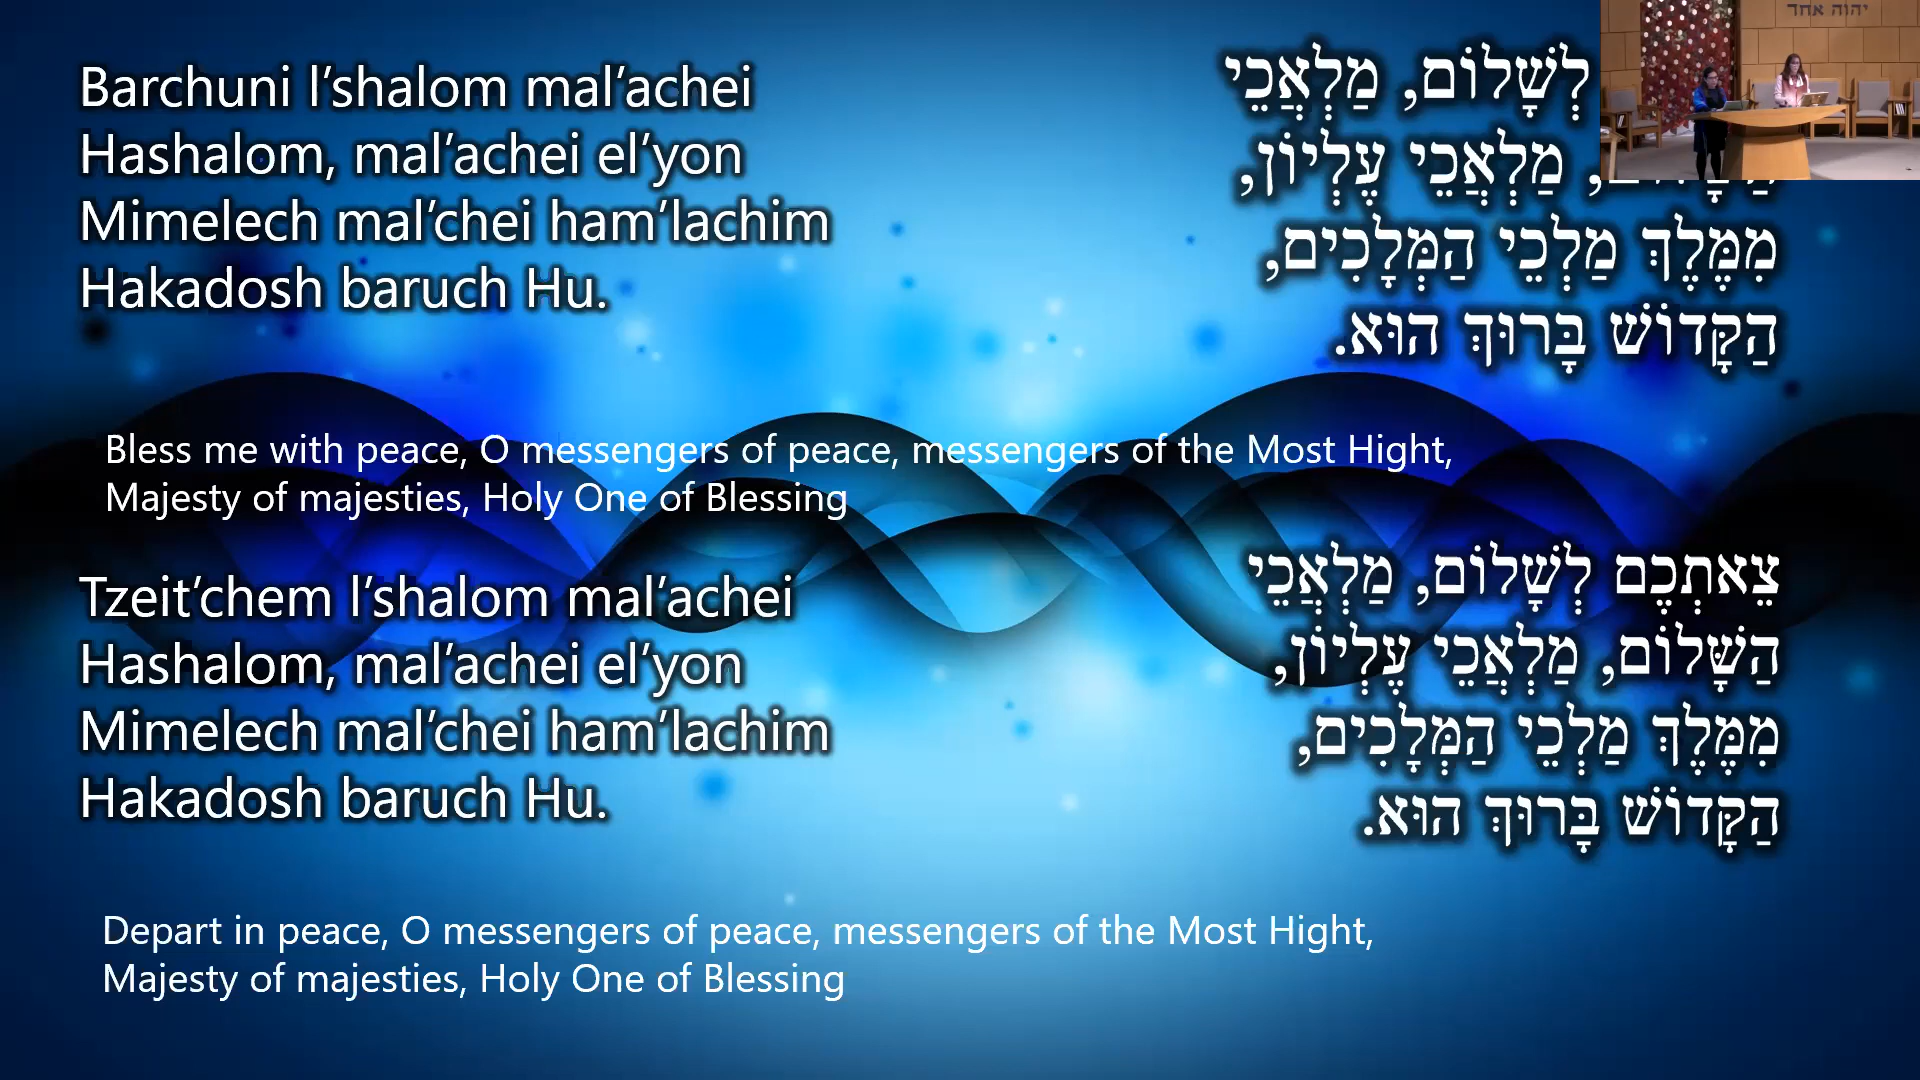 Barchuni l’shalom mal’achei
Hashalom, mal’achei el’yon
Mimelech mal’chei ham’lachim
Hakadosh baruch Hu.
לְשָׁלוֹם, מַלְאֲכֵי
מַלְאֲכֵי עֶלְיוֹן,
מִמֶּלֶךְ מַלְכֵי הַמְּלָכִים,
הַקָּדוֹשׁ בָּרוּךְ הוּא.
יהוה אחד
Bless me with peace, O messengers of peace, messengers of the Most Hight,
Majesty of majesties, Holy One of Blessing
Tzeit’chem l’shalom mal’achei
Hashalom, mal’achei el’yon
Mimelech mal’chei ham’lachim
Hakadosh baruch Hu.
צֵאתְכֶם לְשָׁלוֹם, מַלְאֲכֵי
הַשָּׁלוֹם, מַלְאֲכֵי עֶלְיוֹן,
מִמֶּלֶךְ מַלְכֵי הַמְּלָכִים,
הַקָּדוֹשׁ בָּרוּךְ הוּא.
Depart in peace, O messengers of peace, messengers of the Most Hight,
Majesty of majesties, Holy One of Blessing